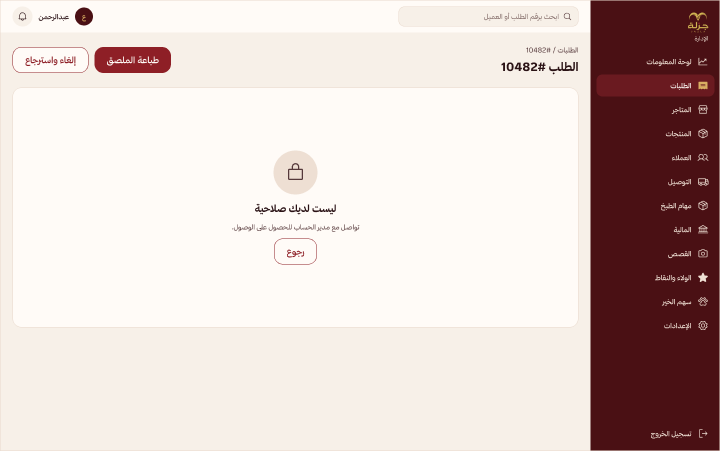 جزلة
الإدارة
لوحة المعلومات
الطلبات
المتاجر
المنتجات
العملاء
التوصيل
مهام الطبخ
المالية
القصص
الولاء والنقاط
سهم الخير
الإعدادات
تسجيل الخروج
ابحث برقم الطلب أو العميل
ع
عبدالرحمن
الطلبات / #10482
الطلب #10482
طباعة الملصق
إلغاء واسترجاع
ليست لديك صلاحية
تواصل مع مدير الحساب للحصول على الوصول.
رجوع